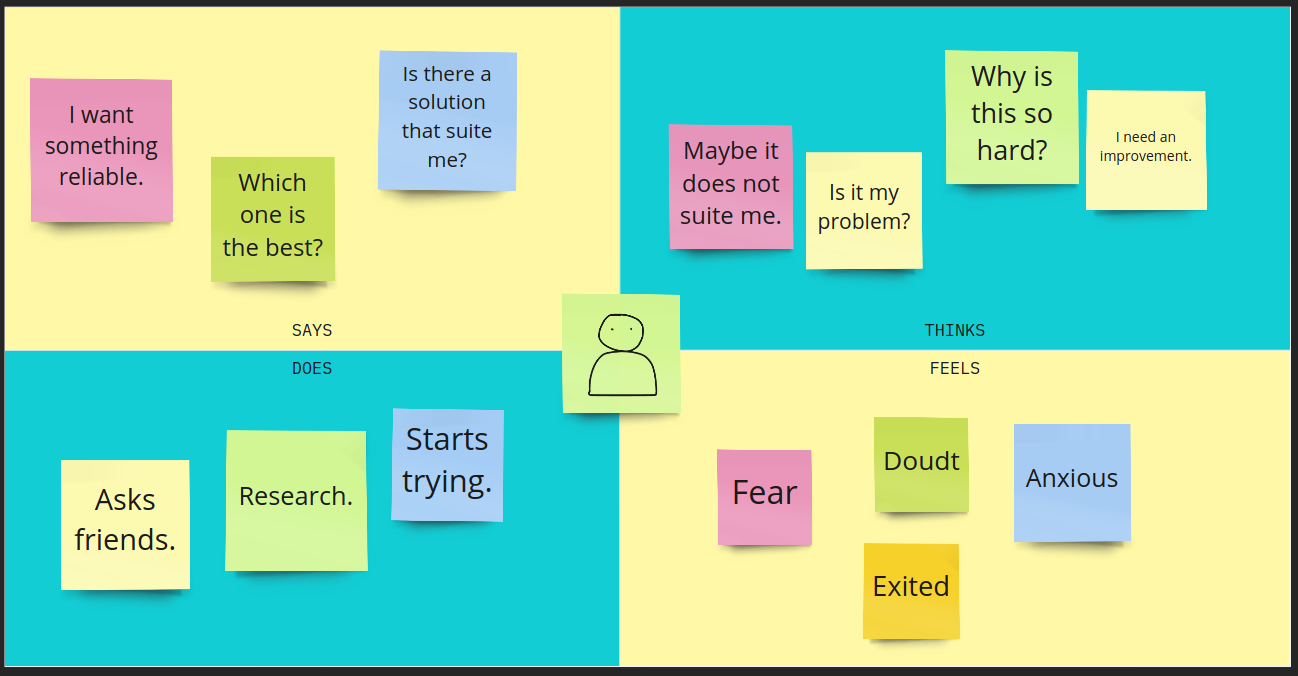 I want
something
reliable.
Which
one is
the best?
Is there a
solution
that suite
me?
SAYS
Maybe it
does not
suite me.
Is it my
problem?
Why is
this so
hard?
I need an
improvement.
THINKS
DOES
Asks
friends.
Research.
Starts
trying.
FEELS
Fear
Doudt
Anxious
Exited